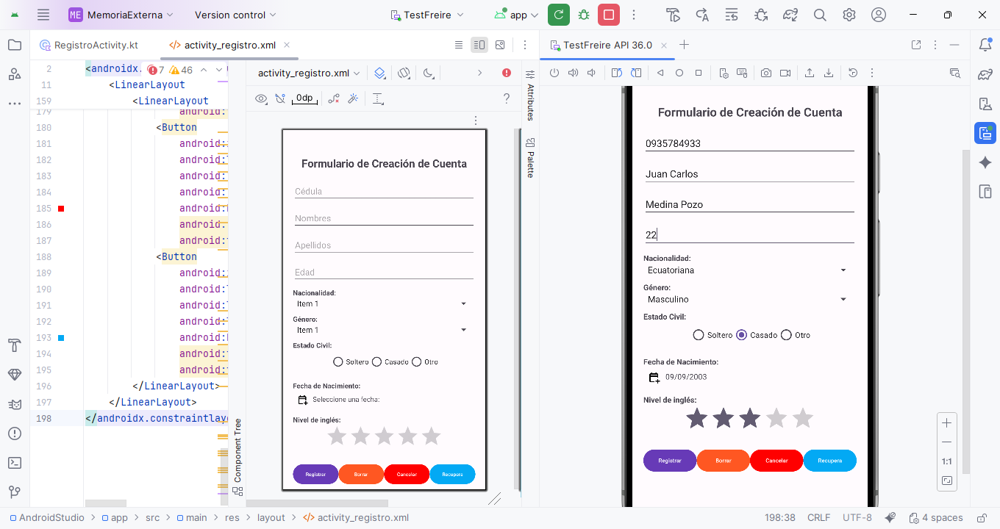 ME MemoriaExterna Version control TestFreire app
RegistroActivity.kt activity_registro.xml TestFreire API 36.0
2 <androidx. 7 46
11 <LinearLayout
159 <LinearLayout
179 android:
180 <Button
181 android:
182 android:
183 android:
184 android:
185 android:
186 android:
187 android:
188 <Button
189 android:
190 android:
191 android:
192 android:
193 android:
194 android:
195 android:
196 </LinearLayout>
197 </LinearLayout>
198 </androidx.constraintlay
activity_registro.xml
0dp ?
Formulario de Creación de Cuenta
Cédula
Nombres
Apellidos
Edad
Nacionalidad:
Item 1
Género:
Item 1
Estado Civil:
Soltero Casado Otro
Fecha de Nacimiento:
Seleccione una fecha:
Nivel de inglés:
Registrar Borrar Cancelar Recupera
Component Tree
Attributes
Palette
Formulario de Creación de Cuenta
0935784933
Juan Carlos
Medina Pozo
22
Nacionalidad:
Ecuatoriana
Género:
Masculino
Estado Civil:
Soltero Casado Otro
Fecha de Nacimiento:
09/09/2003
Nivel de inglés:
Registrar Borrar Cancelar Recupera
1:1
AndroidStudio > app > src > main > res > layout > activity_registro.xml 198:38 CRLF UTF-8 4 spaces